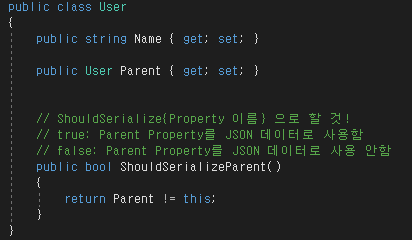 public class User
{
public string Name { get; set; }
public User Parent { get; set; }
// ShouldSerialize{Property 이름} 으로 할 것!
// true: Parent Property를 JSON 데이터로 사용함
// false: Parent Property를 JSON 데이터로 사용 안함
public bool ShouldSerializeParent()
{
return Parent != this;
}
}